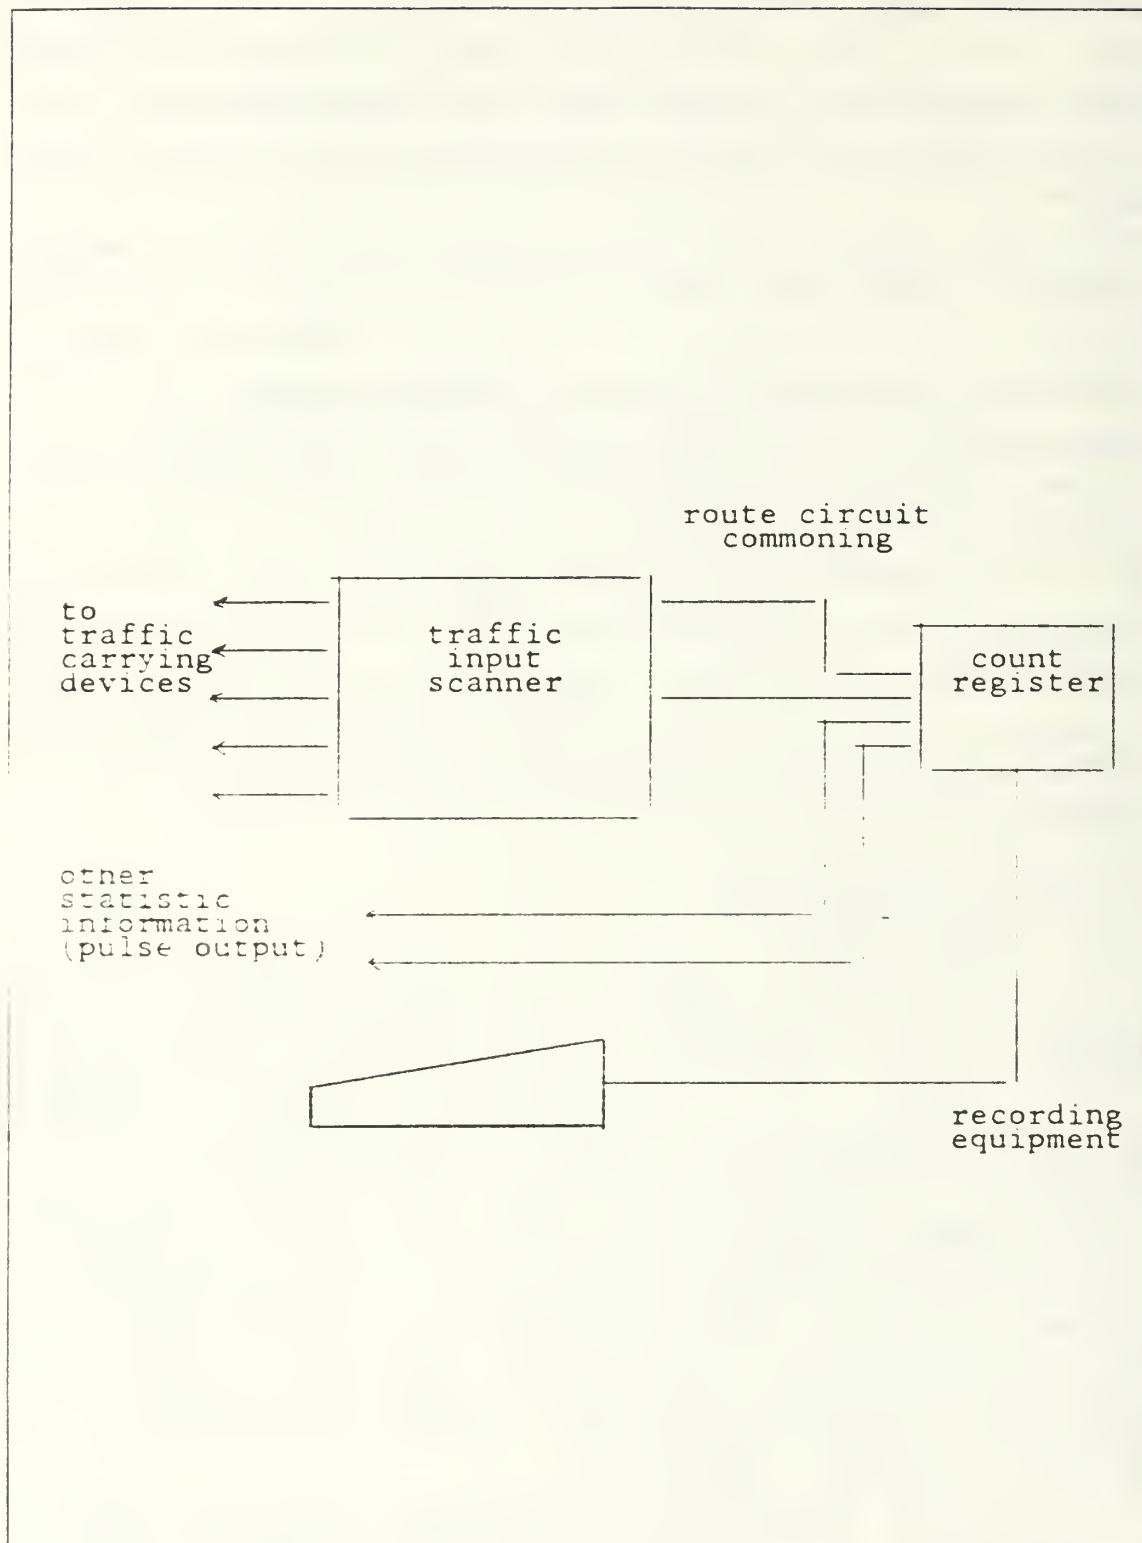 route circuit
commoning
to
traffic
carrying
devices
traffic
input
scanner
count
register
other
statistic
information
(pulse output)
recording
equipment